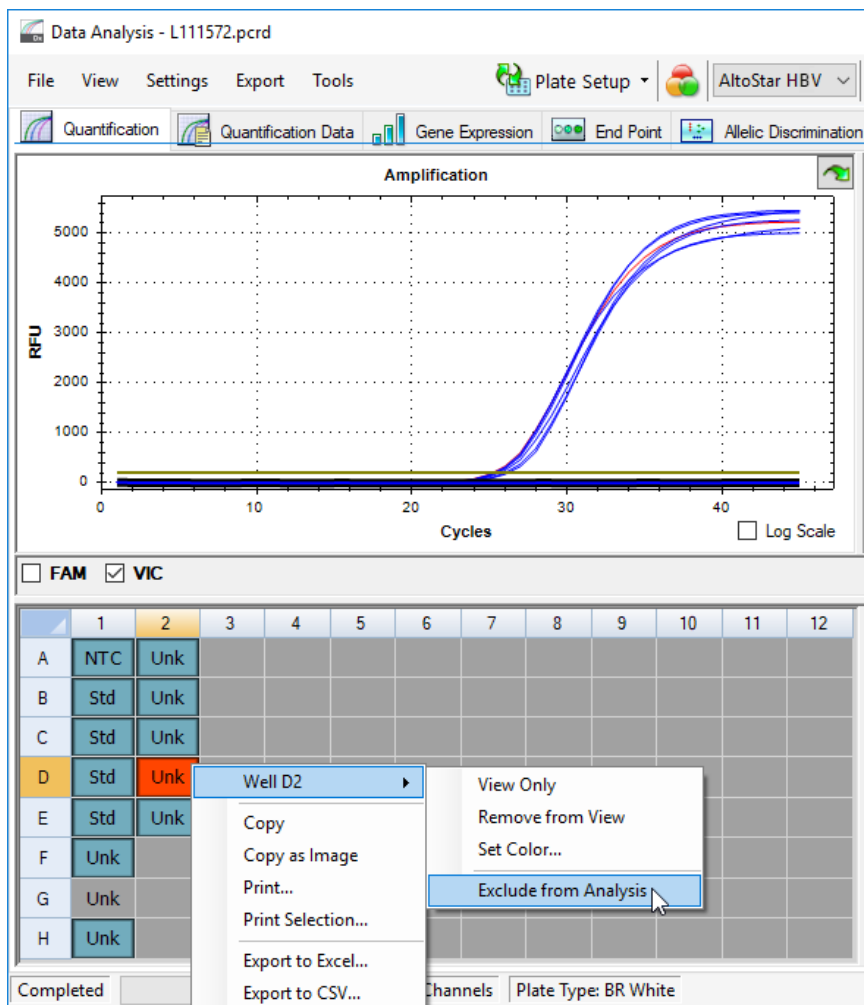 Data Analysis - L111572.pcrd
File View Settings Export Tools Plate Setup AltoStar HBV
Quantification Quantification Data Gene Expression End Point Allelic Discrimination
Amplification
5000
4000
3000
2000
1000
0
RFU
0 10 20 30 40
Cycles
Log Scale
FAM VIC
1 2 3 4 5 6 7 8 9 10 11 12
A NTC Unk
B Std Unk
C Std Unk
D Std Unk
E Std Unk
F Unk
G Unk
H Unk
Well D2
Copy
Copy as Image
Print...
Print Selection...
Export to Excel...
Export to CSV...
View Only
Remove from View
Set Color...
Exclude from Analysis
Completed Channels Plate Type: BR White